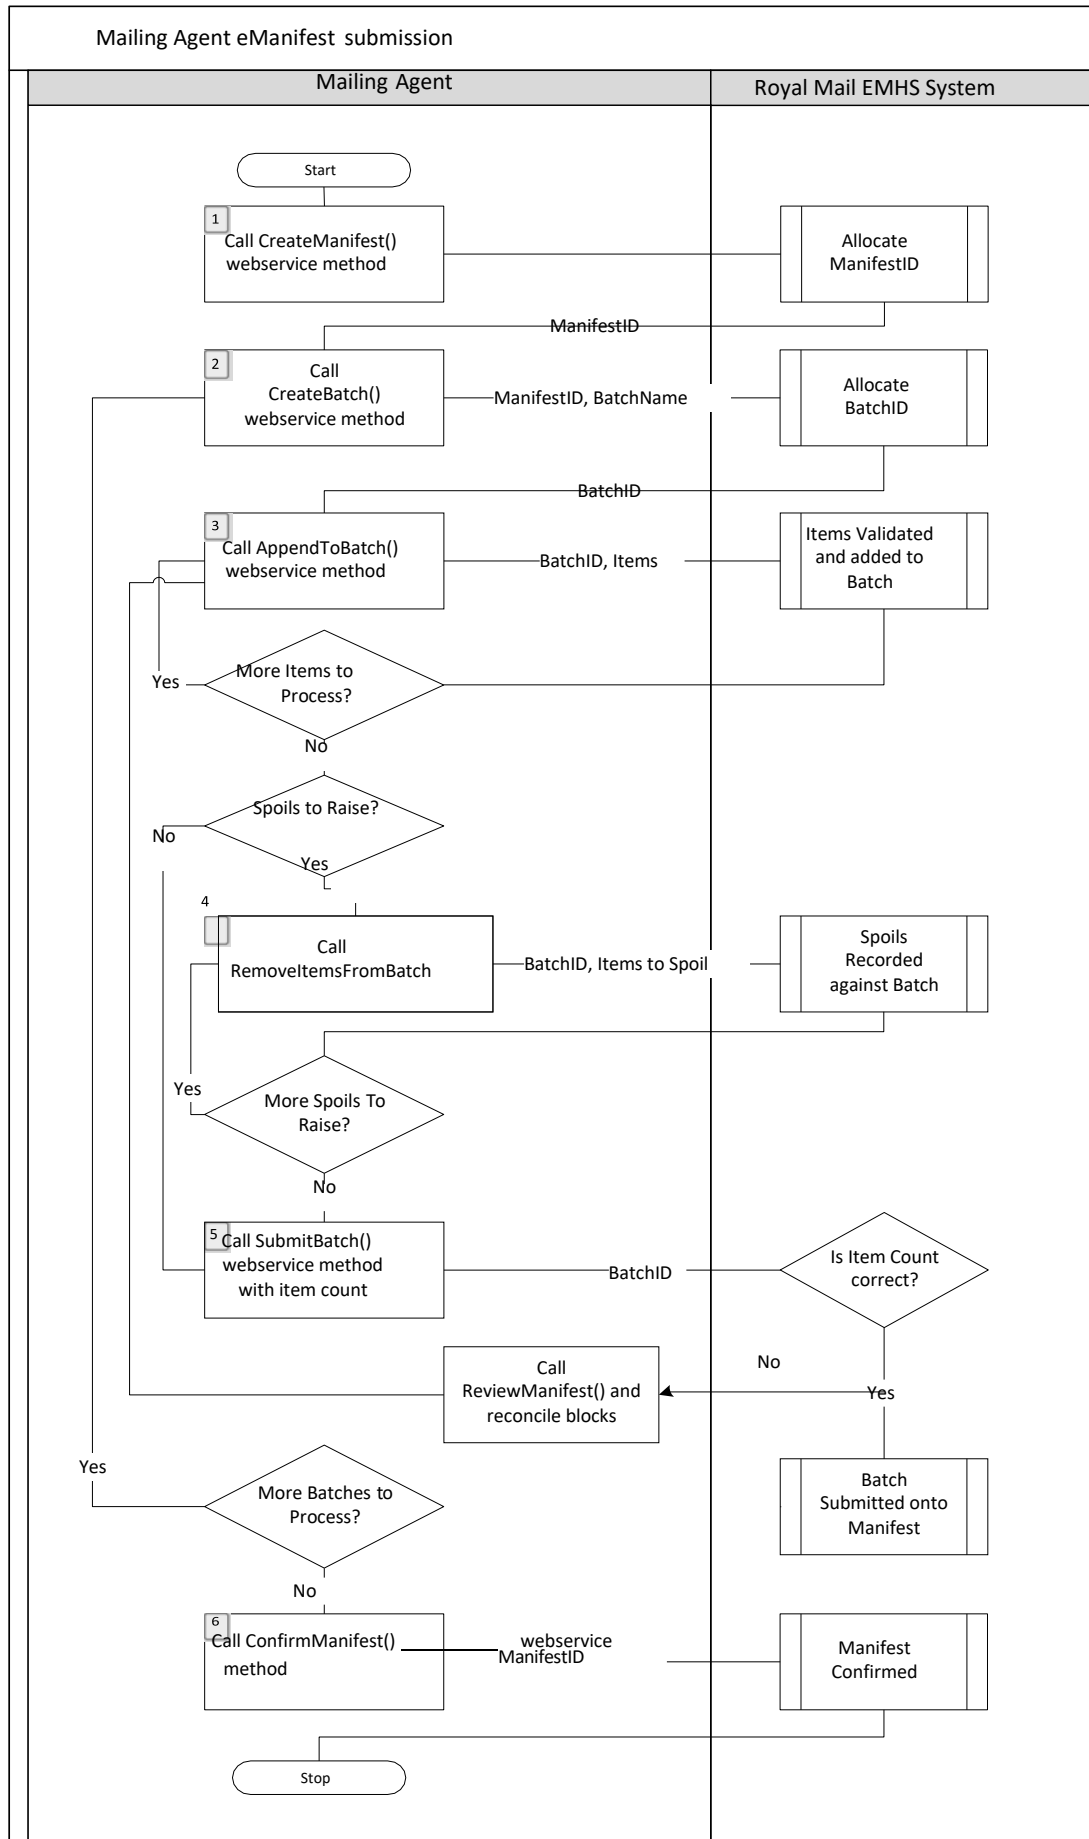 Mailing Agent eManifest submission
Mailing Agent
Royal Mail EMHS System
Start
1
Call CreateManifest()
webservice method
Allocate
ManifestID
ManifestID
2
Call
CreateBatch()
webservice method
ManifestID, BatchName
Allocate
BatchID
BatchID
3
Call AppendToBatch()
webservice method
BatchID, Items
Items Validated
and added to
Batch
More Items to
Process?
Yes
No
Spoils to Raise?
No
Yes
4
Call
RemoveItemsFromBatch
BatchID, Items to Spoil
Spoils
Recorded
against Batch
Yes
More Spoils To
Raise?
No
5
Call SubmitBatch()
webservice method
with item count
BatchID
Is Item Count
correct?
No
Yes
Call
ReviewManifest() and
reconcile blocks
Yes
More Batches to
Process?
Batch
Submitted onto
Manifest
No
6
Call ConfirmManifest()
method
webservice
ManifestID
Manifest
Confirmed
Stop